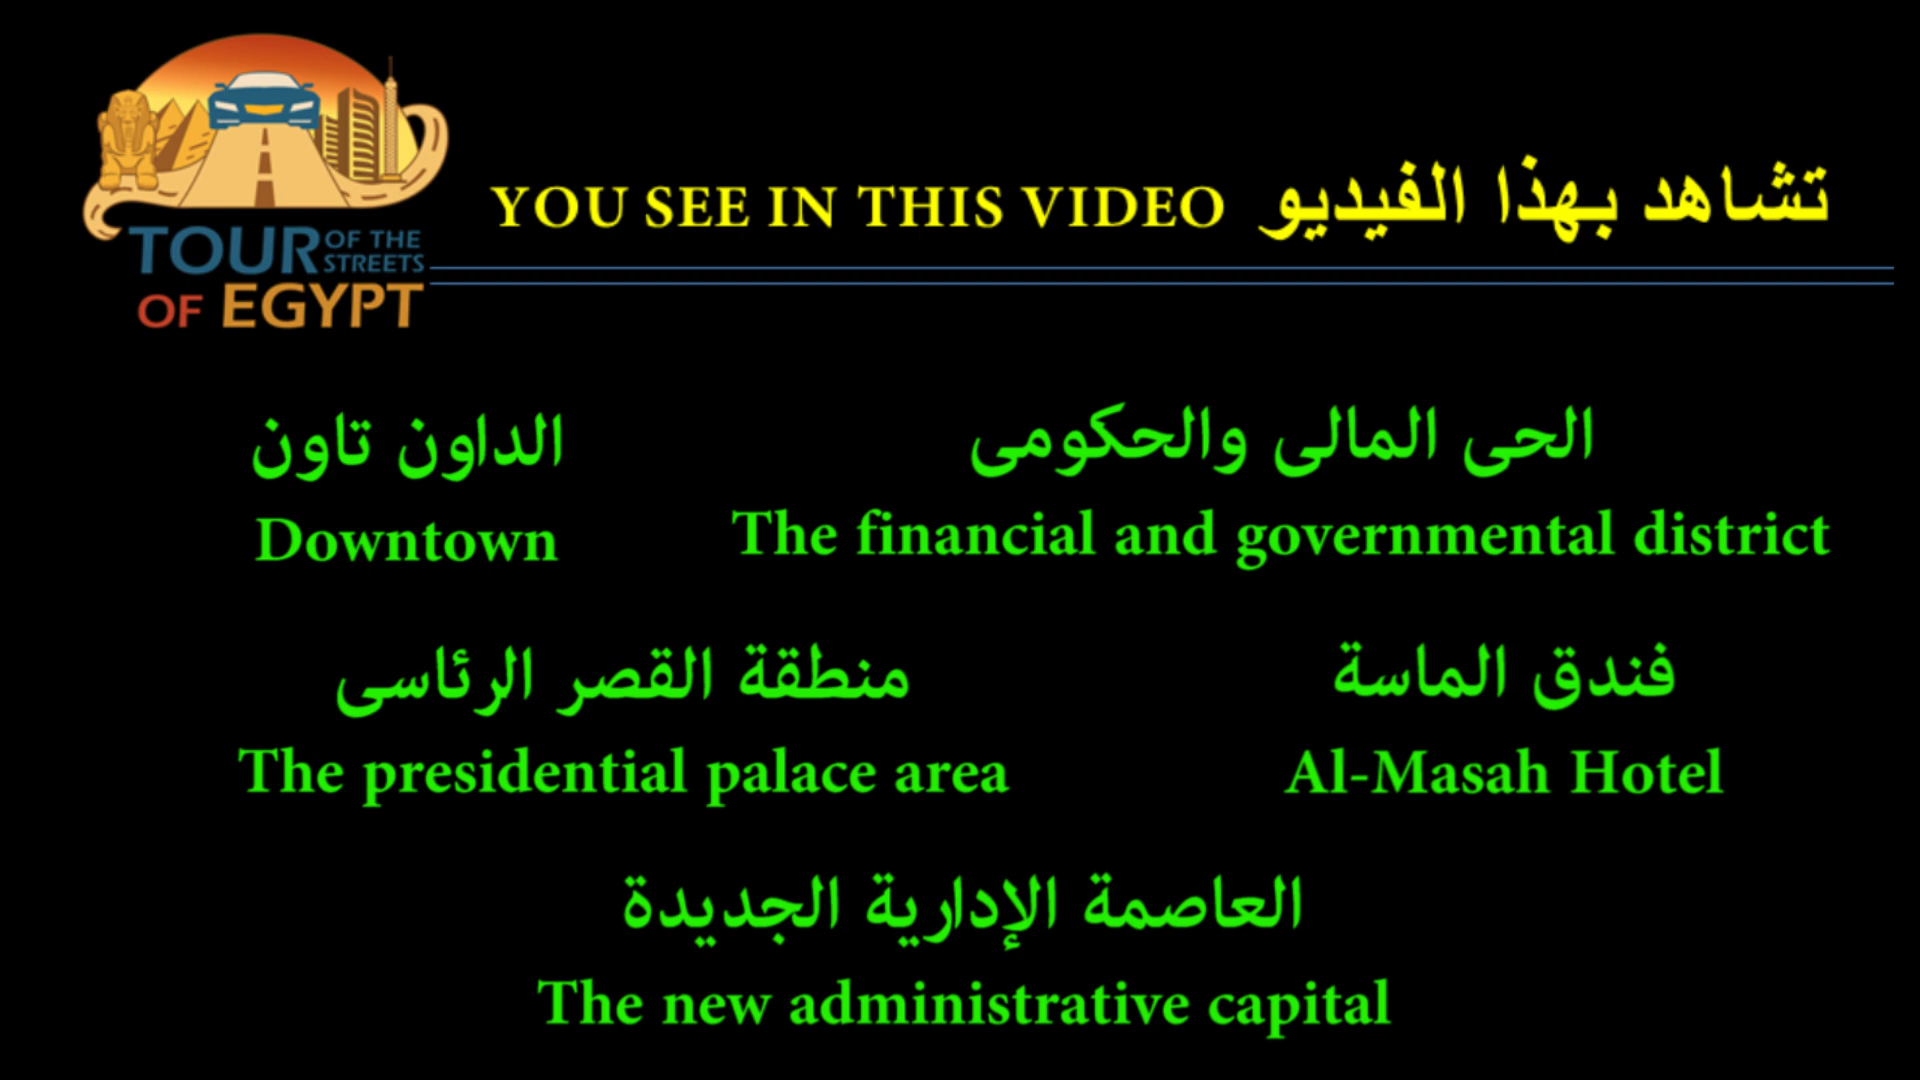 TOUR OF THE STREETS
OF EGYPT
YOU SEE IN THIS VIDEO تشاهد بهذا الفيديو
الداون تاون
Downtown
الحى المالى والحكومى
The financial and governmental district
منطقة القصر الرئاسى
The presidential palace area
فندق الماسة
Al-Masah Hotel
العاصمة الإدارية الجديدة
The new administrative capital